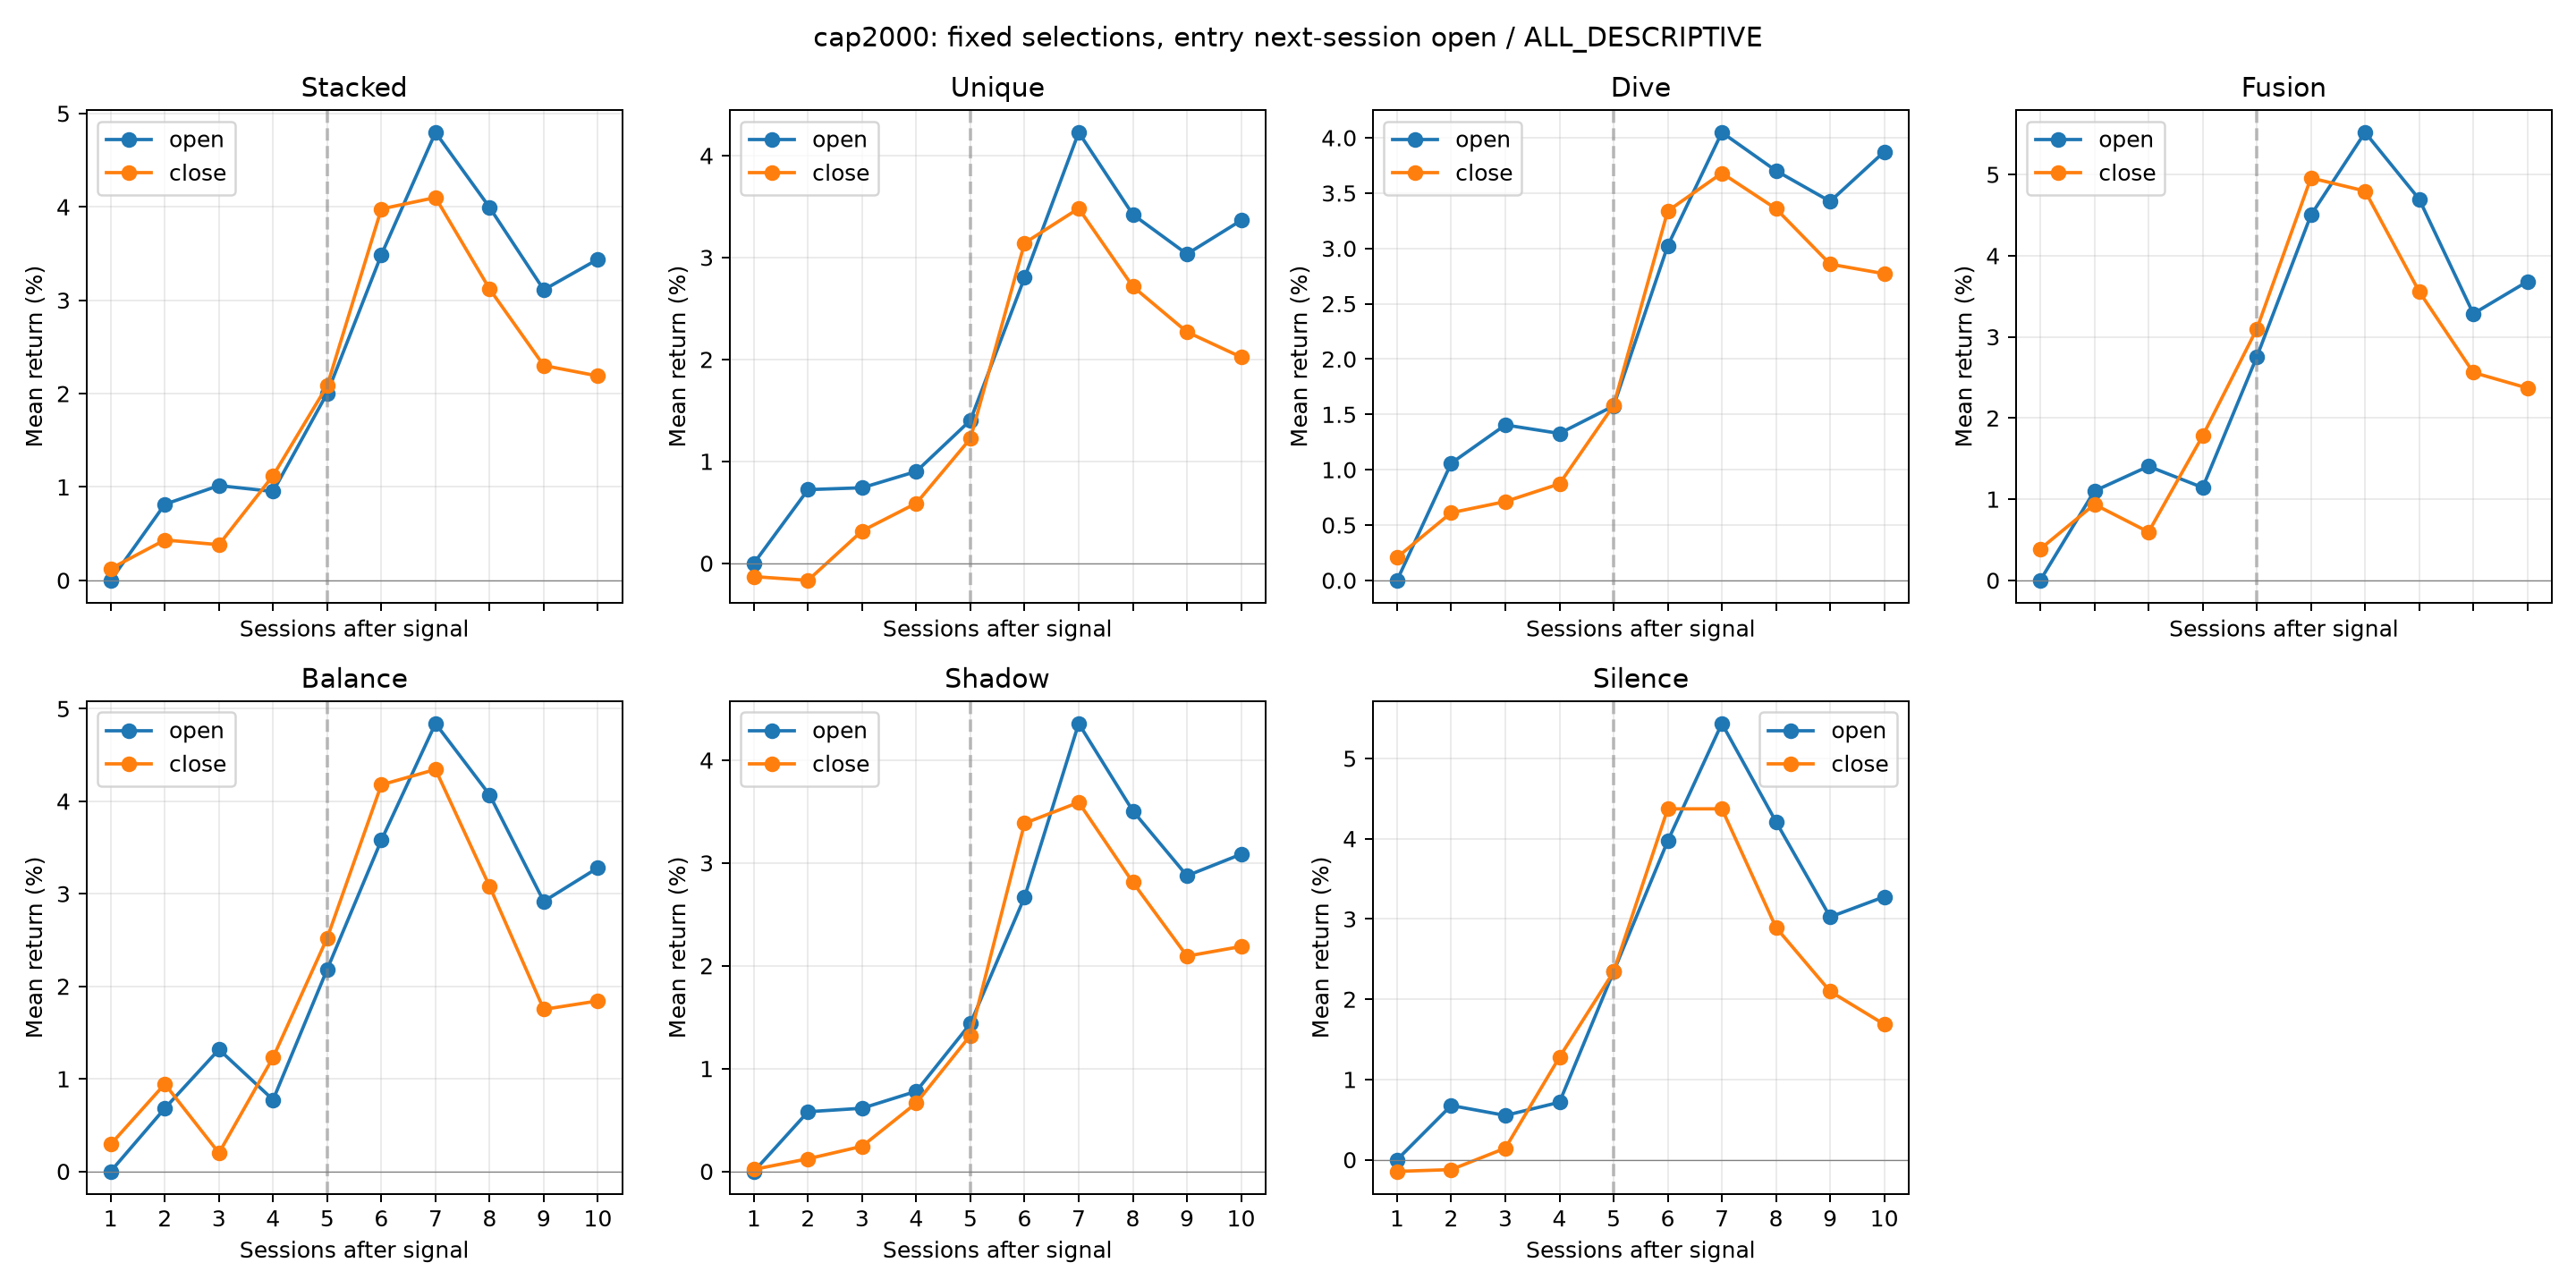 cap2000: fixed selections, entry next-session open / ALL_DESCRIPTIVE
Stacked
open
close
Mean return (%)
5
4
3
2
1
0
Sessions after signal
Unique
open
close
Mean return (%)
4
3
2
1
0
Sessions after signal
Dive
open
close
Mean return (%)
4.0
3.5
3.0
2.5
2.0
1.5
1.0
0.5
0.0
Sessions after signal
Fusion
open
close
Mean return (%)
5
4
3
2
1
0
Sessions after signal
Balance
open
close
Mean return (%)
5
4
3
2
1
0
1 2 3 4 5 6 7 8 9 10
Sessions after signal
Shadow
open
close
Mean return (%)
4
3
2
1
0
1 2 3 4 5 6 7 8 9 10
Sessions after signal
Silence
open
close
Mean return (%)
5
4
3
2
1
0
1 2 3 4 5 6 7 8 9 10
Sessions after signal